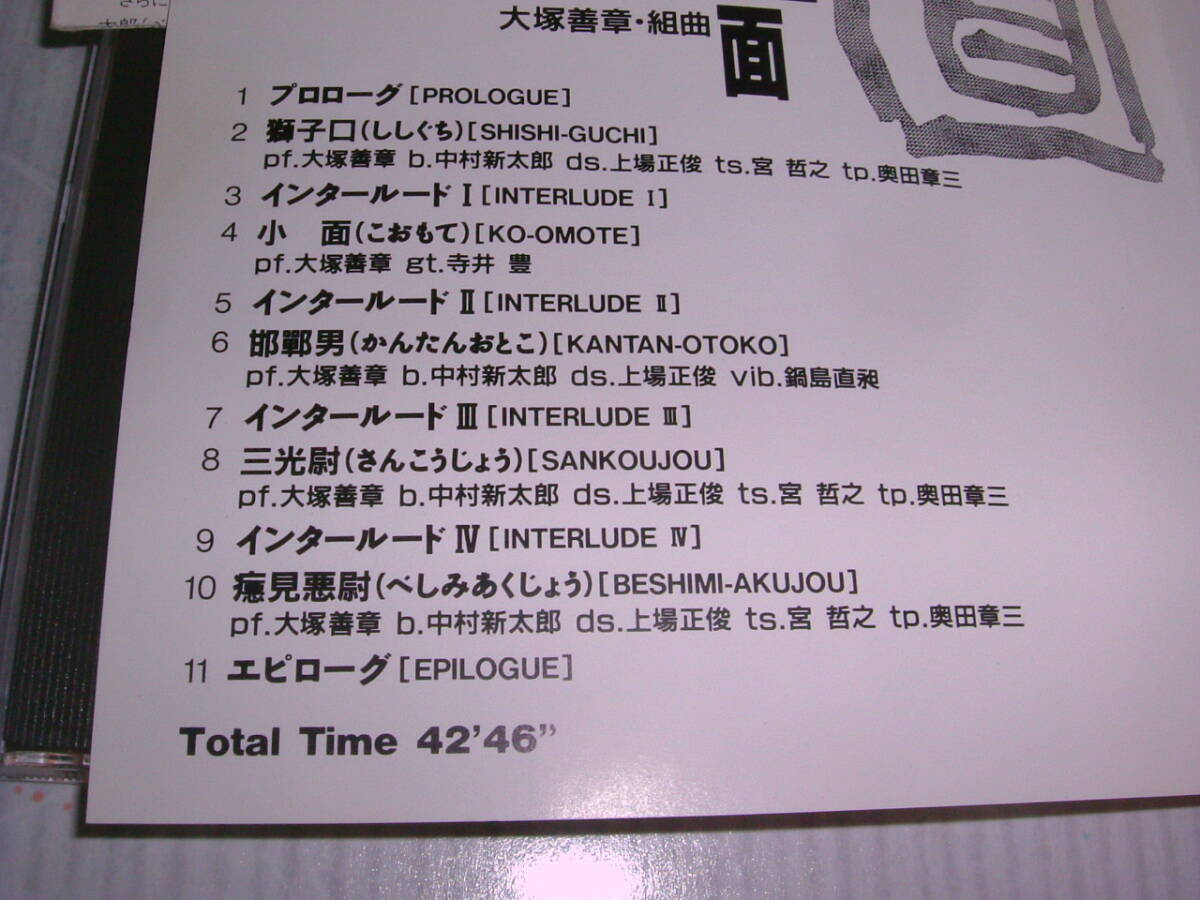 さらに
大塚善章・組曲
面
1 プロローグ [PROLOGUE]
2 獅子口(ししぐち)[SHISHI-GUCHI]
pf.大塚善章 b.中村新太郎 ds.上場正俊 ts.宮 哲之 tp.奥田章三
3 インタールード Ⅰ [INTERLUDE Ⅰ]
4 小 面(こおもて)[KO-OMOTE]
pf.大塚善章 gt.寺井 豊
5 インタールード Ⅱ [INTERLUDE Ⅱ]
6 邯鄲男(かんたんおとこ)[KANTAN-OTOKO]
pf.大塚善章 b.中村新太郎 ds.上場正俊 vib.鍋島直昶
7 インタールード Ⅲ [INTERLUDE Ⅲ]
8 三光尉(さんこうじょう)[SANKOUJOU]
pf.大塚善章 b.中村新太郎 ds.上場正俊 ts.宮 哲之 tp.奥田章三
9 インタールード Ⅳ [INTERLUDE Ⅳ]
10 癋見悪尉(べしみあくじょう)[BESHIMI-AKUJOU]
pf.大塚善章 b.中村新太郎 ds.上場正俊 ts.宮 哲之 tp.奥田章三
11 エピローグ [EPILOGUE]
Total Time 42'46"